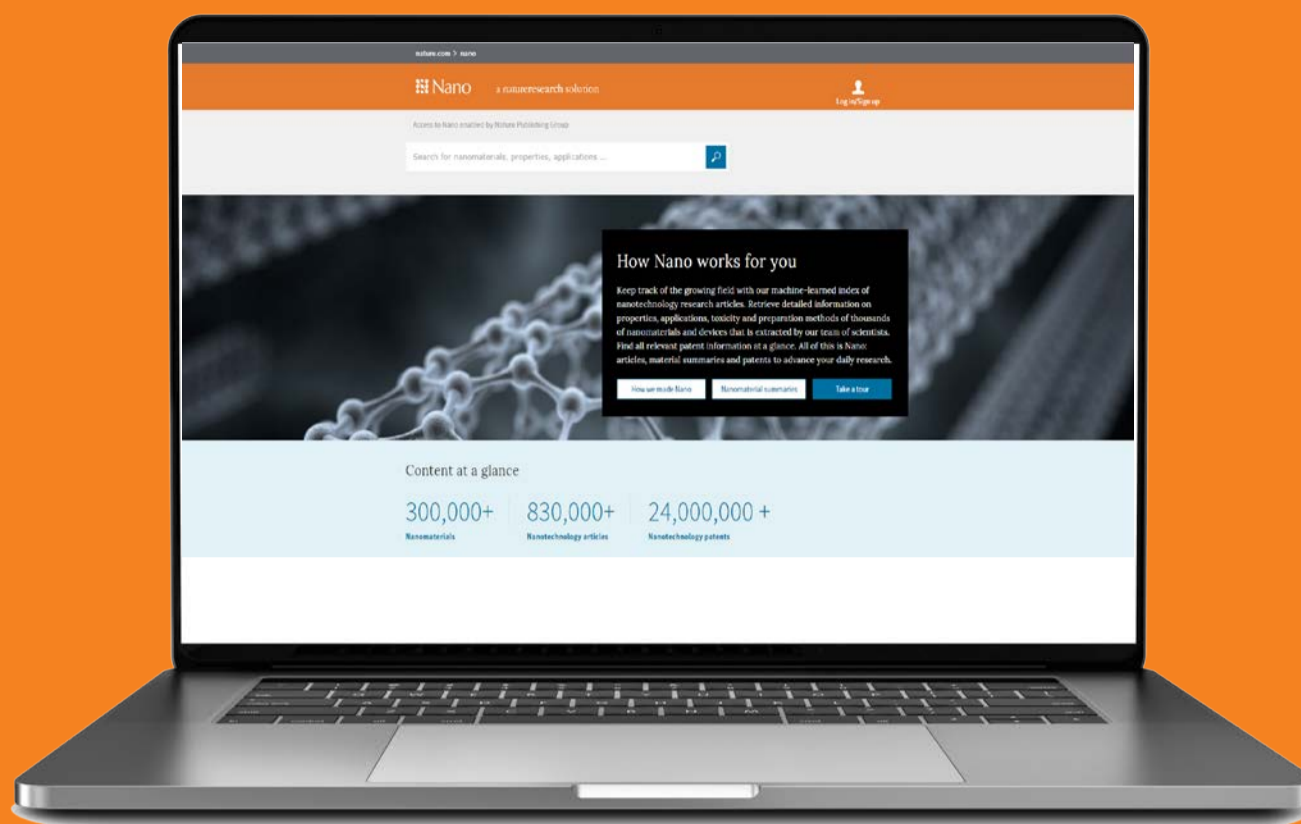 nature.com > nano
Nano
a natureresearch solution
Log in/Sign up
Access to Nano enabled by Nature Publishing Group
Search for nanomaterials, properties, applications ...
How Nano works for you
Keep track of the growing field with our machine-learned index of
nanotechnology research articles. Retrieve detailed information on
properties, applications, toxicity and preparation methods of thousands
of nanomaterials and devices that is extracted by our team of scientists.
Find all relevant patent information at a glance. All of this is Nano:
articles, material summaries and patents to advance your daily research.
How we made Nano
Nanomaterial summaries
Take a tour
Content at a glance
300,000+ 830,000+ 24,000,000 +
Nanomaterials Nanotechnology articles Nanotechnology patents